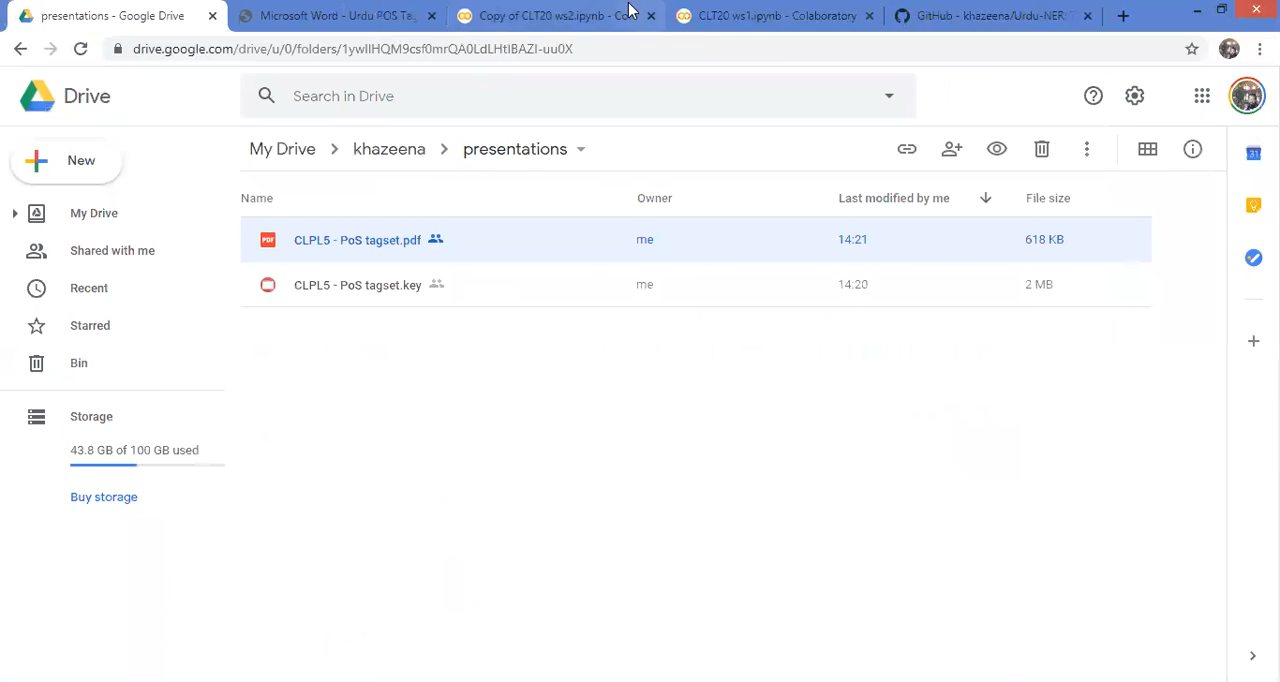 presentations - Google Drive
Microsoft Word - Urdu POS Ta
Copy of CLT20 ws2.ipynb - Co
CLT20 ws1.ipynb - Colaboratory
GitHub - khazeena/Urdu-NER:
drive.google.com/drive/u/0/folders/1ywIIHQM9csf0mrQA0LdLHtIBAZI-uu0X
Drive
Search in Drive
New
My Drive
Shared with me
Recent
Starred
Bin
Storage
43.8 GB of 100 GB used
Buy storage
My Drive > khazeena > presentations
Name Owner Last modified by me File size
CLPL5 - PoS tagset.pdf me 14:21 618 KB
CLPL5 - PoS tagset.key me 14:20 2 MB
31